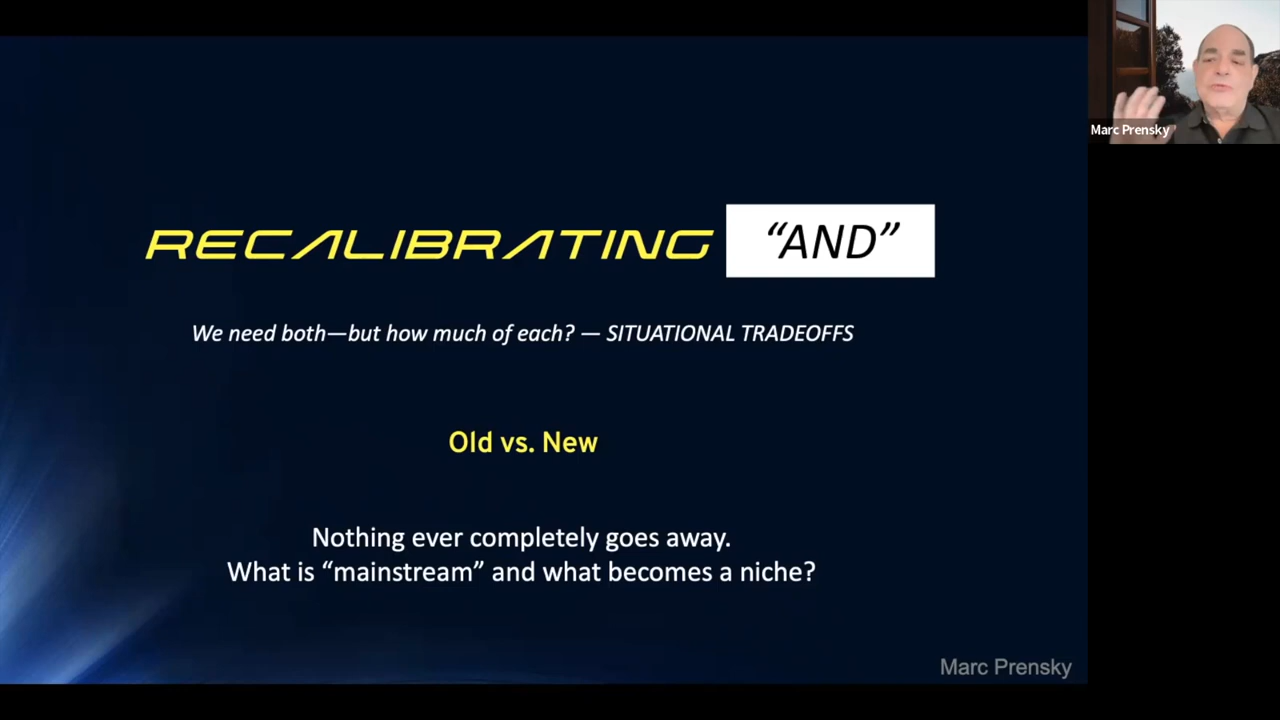 RECALIBRATING “AND”
We need both—but how much of each? — SITUATIONAL TRADEOFFS
Old vs. New
Nothing ever completely goes away.
What is “mainstream” and what becomes a niche?
Marc Prensky
Marc Prensky